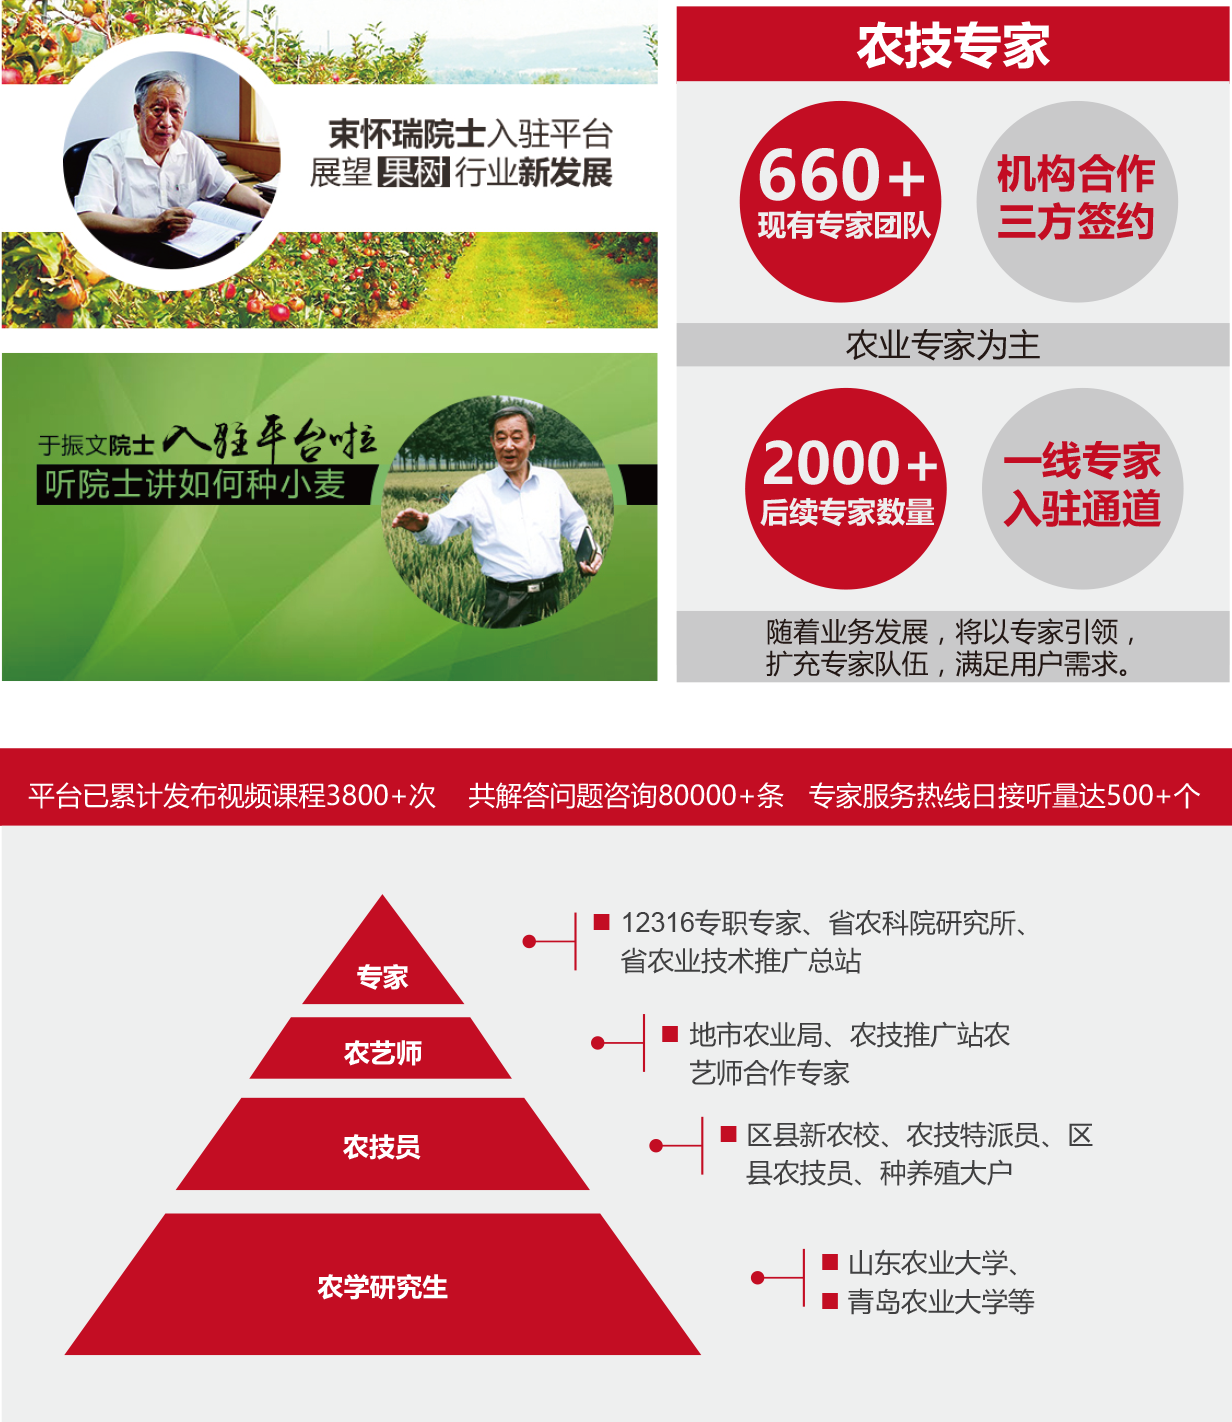 束怀瑞院士入驻平台
展望 果树 行业新发展
于振文院士入驻平台啦
听院士讲如何种小麦
农技专家
660+
现有专家团队
机构合作
三方签约
农业专家为主
2000+
后续专家数量
一线专家
入驻通道
随着业务发展，将以专家引领，
扩充专家队伍，满足用户需求。
平台已累计发布视频课程3800+次 共解答问题咨询80000+条 专家服务热线日接听量达500+个
专家
12316专职专家、省农科院研究所、
省农业技术推广总站
农艺师
地市农业局、农技推广站农
艺师合作专家
农技员
区县新农校、农技特派员、区
县农技员、种养殖大户
农学研究生
山东农业大学、
青岛农业大学等